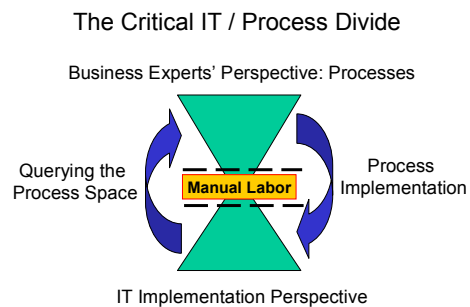 The Critical IT / Process Divide
Business Experts' Perspective: Processes
Querying the
Process Space
Manual Labor
Process
Implementation
IT Implementation Perspective